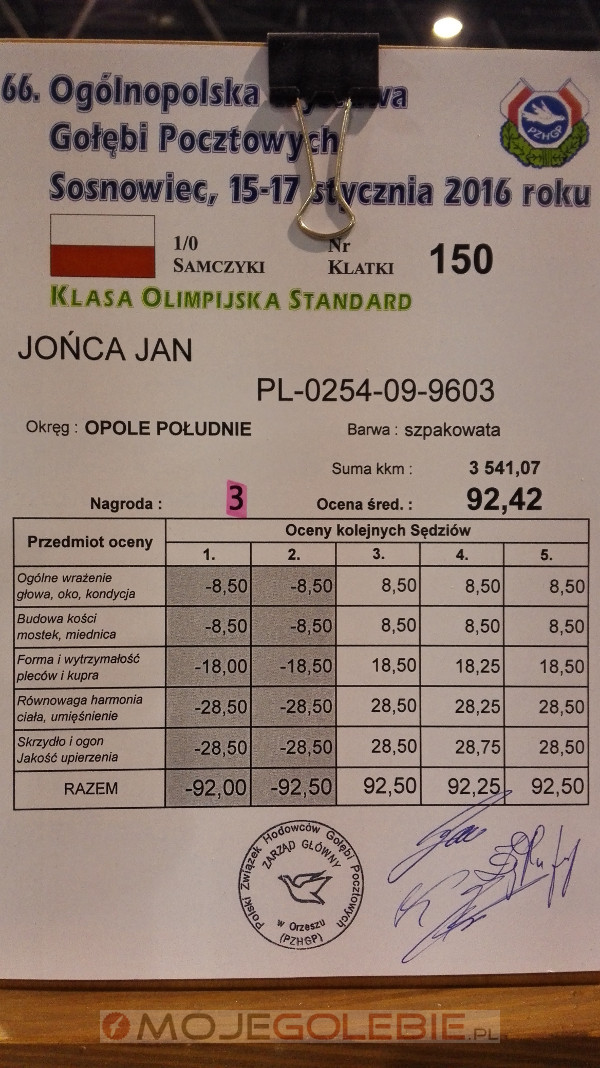 66. Ogólnopolska
Gołębi Pocztowych
Sosnowiec, 15-17 stycznia 2016 roku
PZHGP
1/0 Nr
SAMCZYKI KLATKI 150
KLASA OLIMPIJSKA STANDARD
JOŃCA JAN
PL-0254-09-9603
Okręg : OPOLE POŁUDNIE Barwa : szpakowata
Suma kkm : 3 541,07
Nagroda : 3 Ocena śred. : 92,42
Przedmiot oceny Oceny kolejnych Sędziów
1. 2. 3. 4. 5.
Ogólne wrażenie
głowa, oko, kondycja -8,50 -8,50 8,50 8,50 8,50
Budowa kości
mostek, miednica -8,50 -8,50 8,50 8,50 8,50
Forma i wytrzymałość
pleców i kupra -18,00 -18,50 18,50 18,25 18,50
Równowaga harmonia
ciała, umięśnienie -28,50 -28,50 28,50 28,25 28,50
Skrzydło i ogon
Jakość upierzenia -28,50 -28,50 28,50 28,75 28,50
RAZEM -92,00 -92,50 92,50 92,25 92,50
Polski Związek Hodowców Gołębi Pocztowych
ZARZĄD GŁÓWNY
w Orzeszu
(PZHGP)
MOJEGOLEBIE.PL